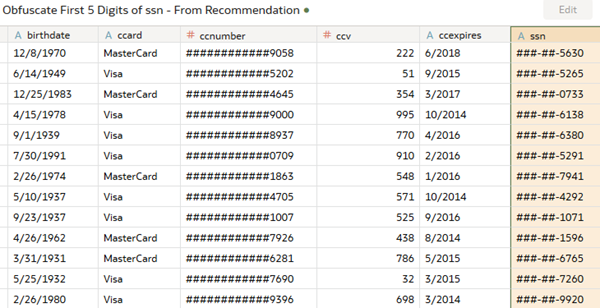 Obfuscate First 5 Digits of ssn - From Recommendation
Edit
A birthdate A ccard # ccnumber # ccv A ccexpires A ssn
12/8/1970 MasterCard ############9058 222 6/2018 ###-##-5630
6/14/1949 Visa ############5202 51 9/2015 ###-##-5265
12/25/1983 MasterCard ############4645 354 3/2017 ###-##-0733
4/15/1978 Visa ############9000 995 10/2014 ###-##-6138
9/1/1939 Visa ############8937 770 4/2016 ###-##-6380
7/30/1991 Visa ############0709 910 2/2016 ###-##-5291
2/26/1974 MasterCard ############1863 548 1/2016 ###-##-7941
5/10/1937 Visa ############4705 571 10/2014 ###-##-4292
9/23/1937 Visa ############1007 525 9/2016 ###-##-1071
4/26/1962 MasterCard ############7926 438 8/2014 ###-##-1596
3/31/1931 MasterCard ############6281 786 5/2015 ###-##-6765
5/25/1932 Visa ############7690 32 3/2015 ###-##-7260
2/26/1980 Visa ############9396 698 3/2014 ###-##-9920